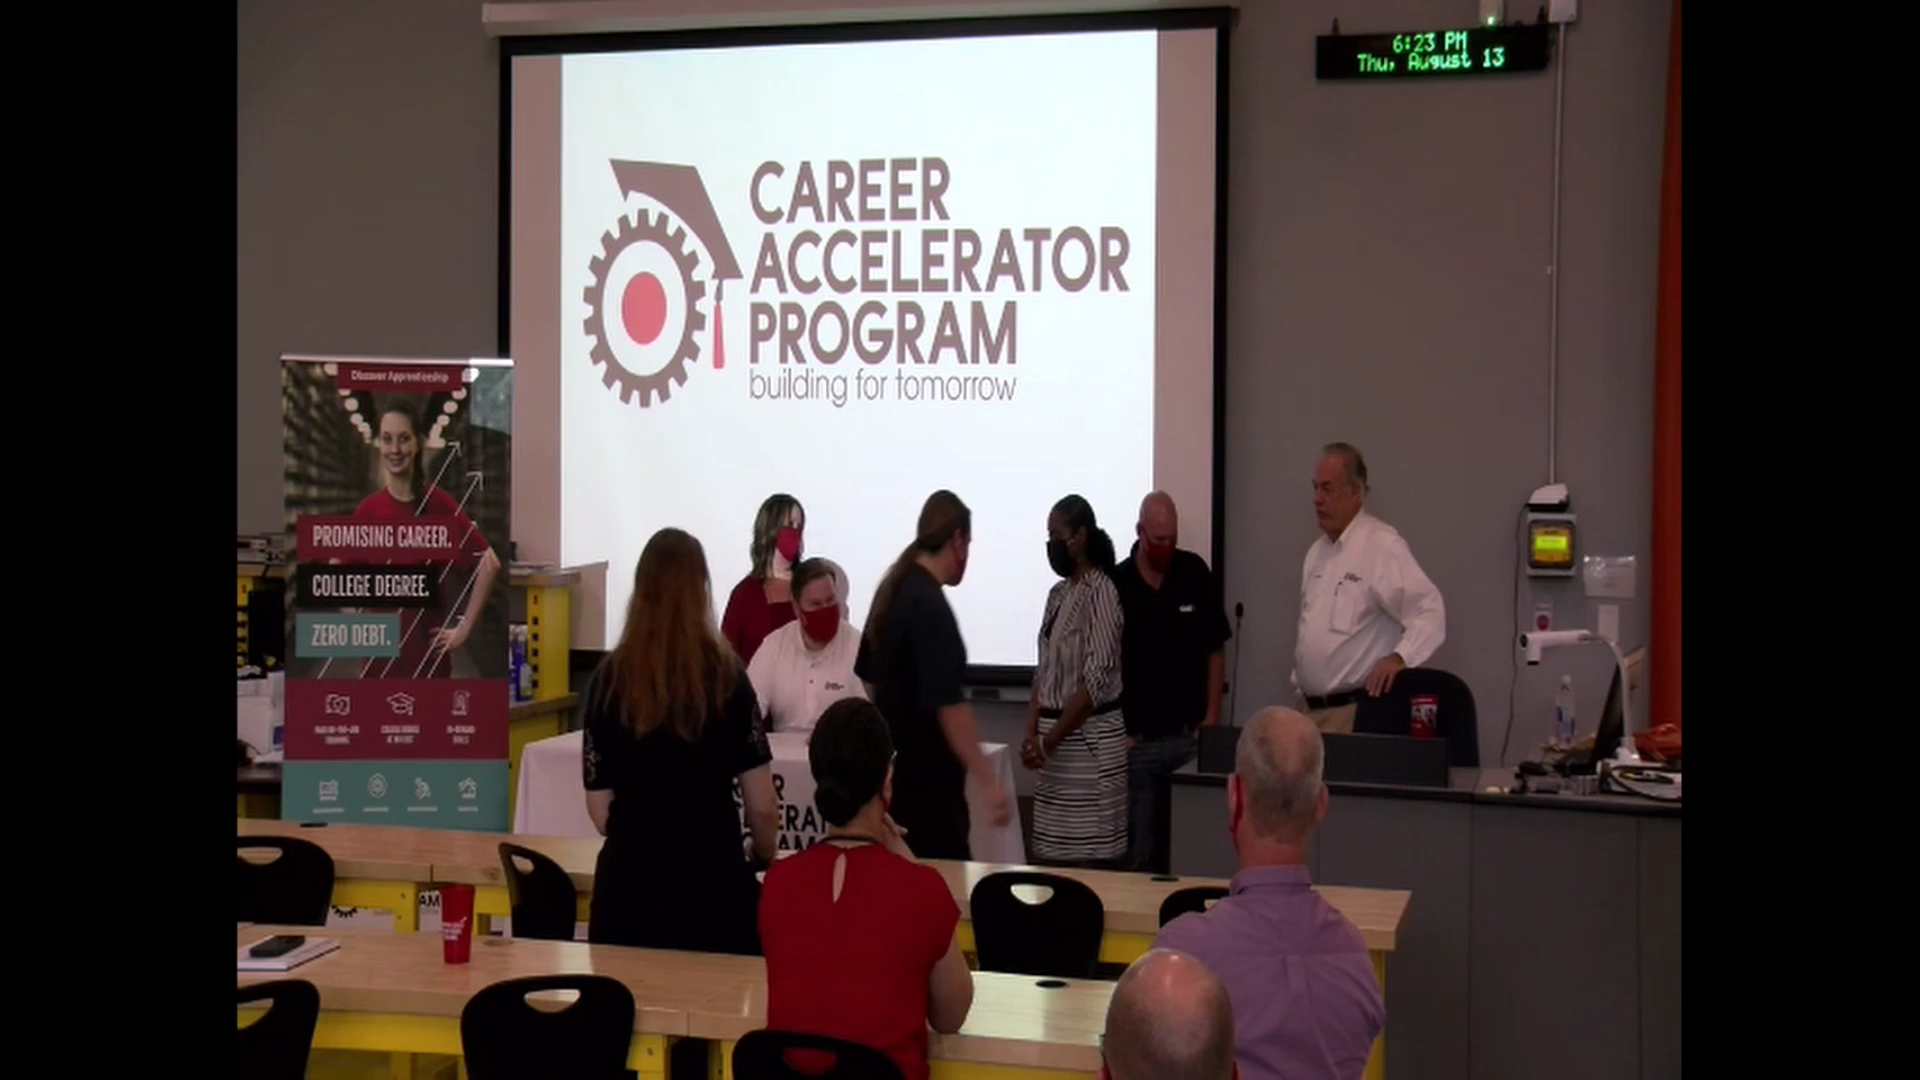 6:23 PM
Thu, August 13
CAREER
ACCELERATOR
PROGRAM
building for tomorrow
Discover Apprenticeship
PROMISING CAREER.
COLLEGE DEGREE.
ZERO DEBT.
AM